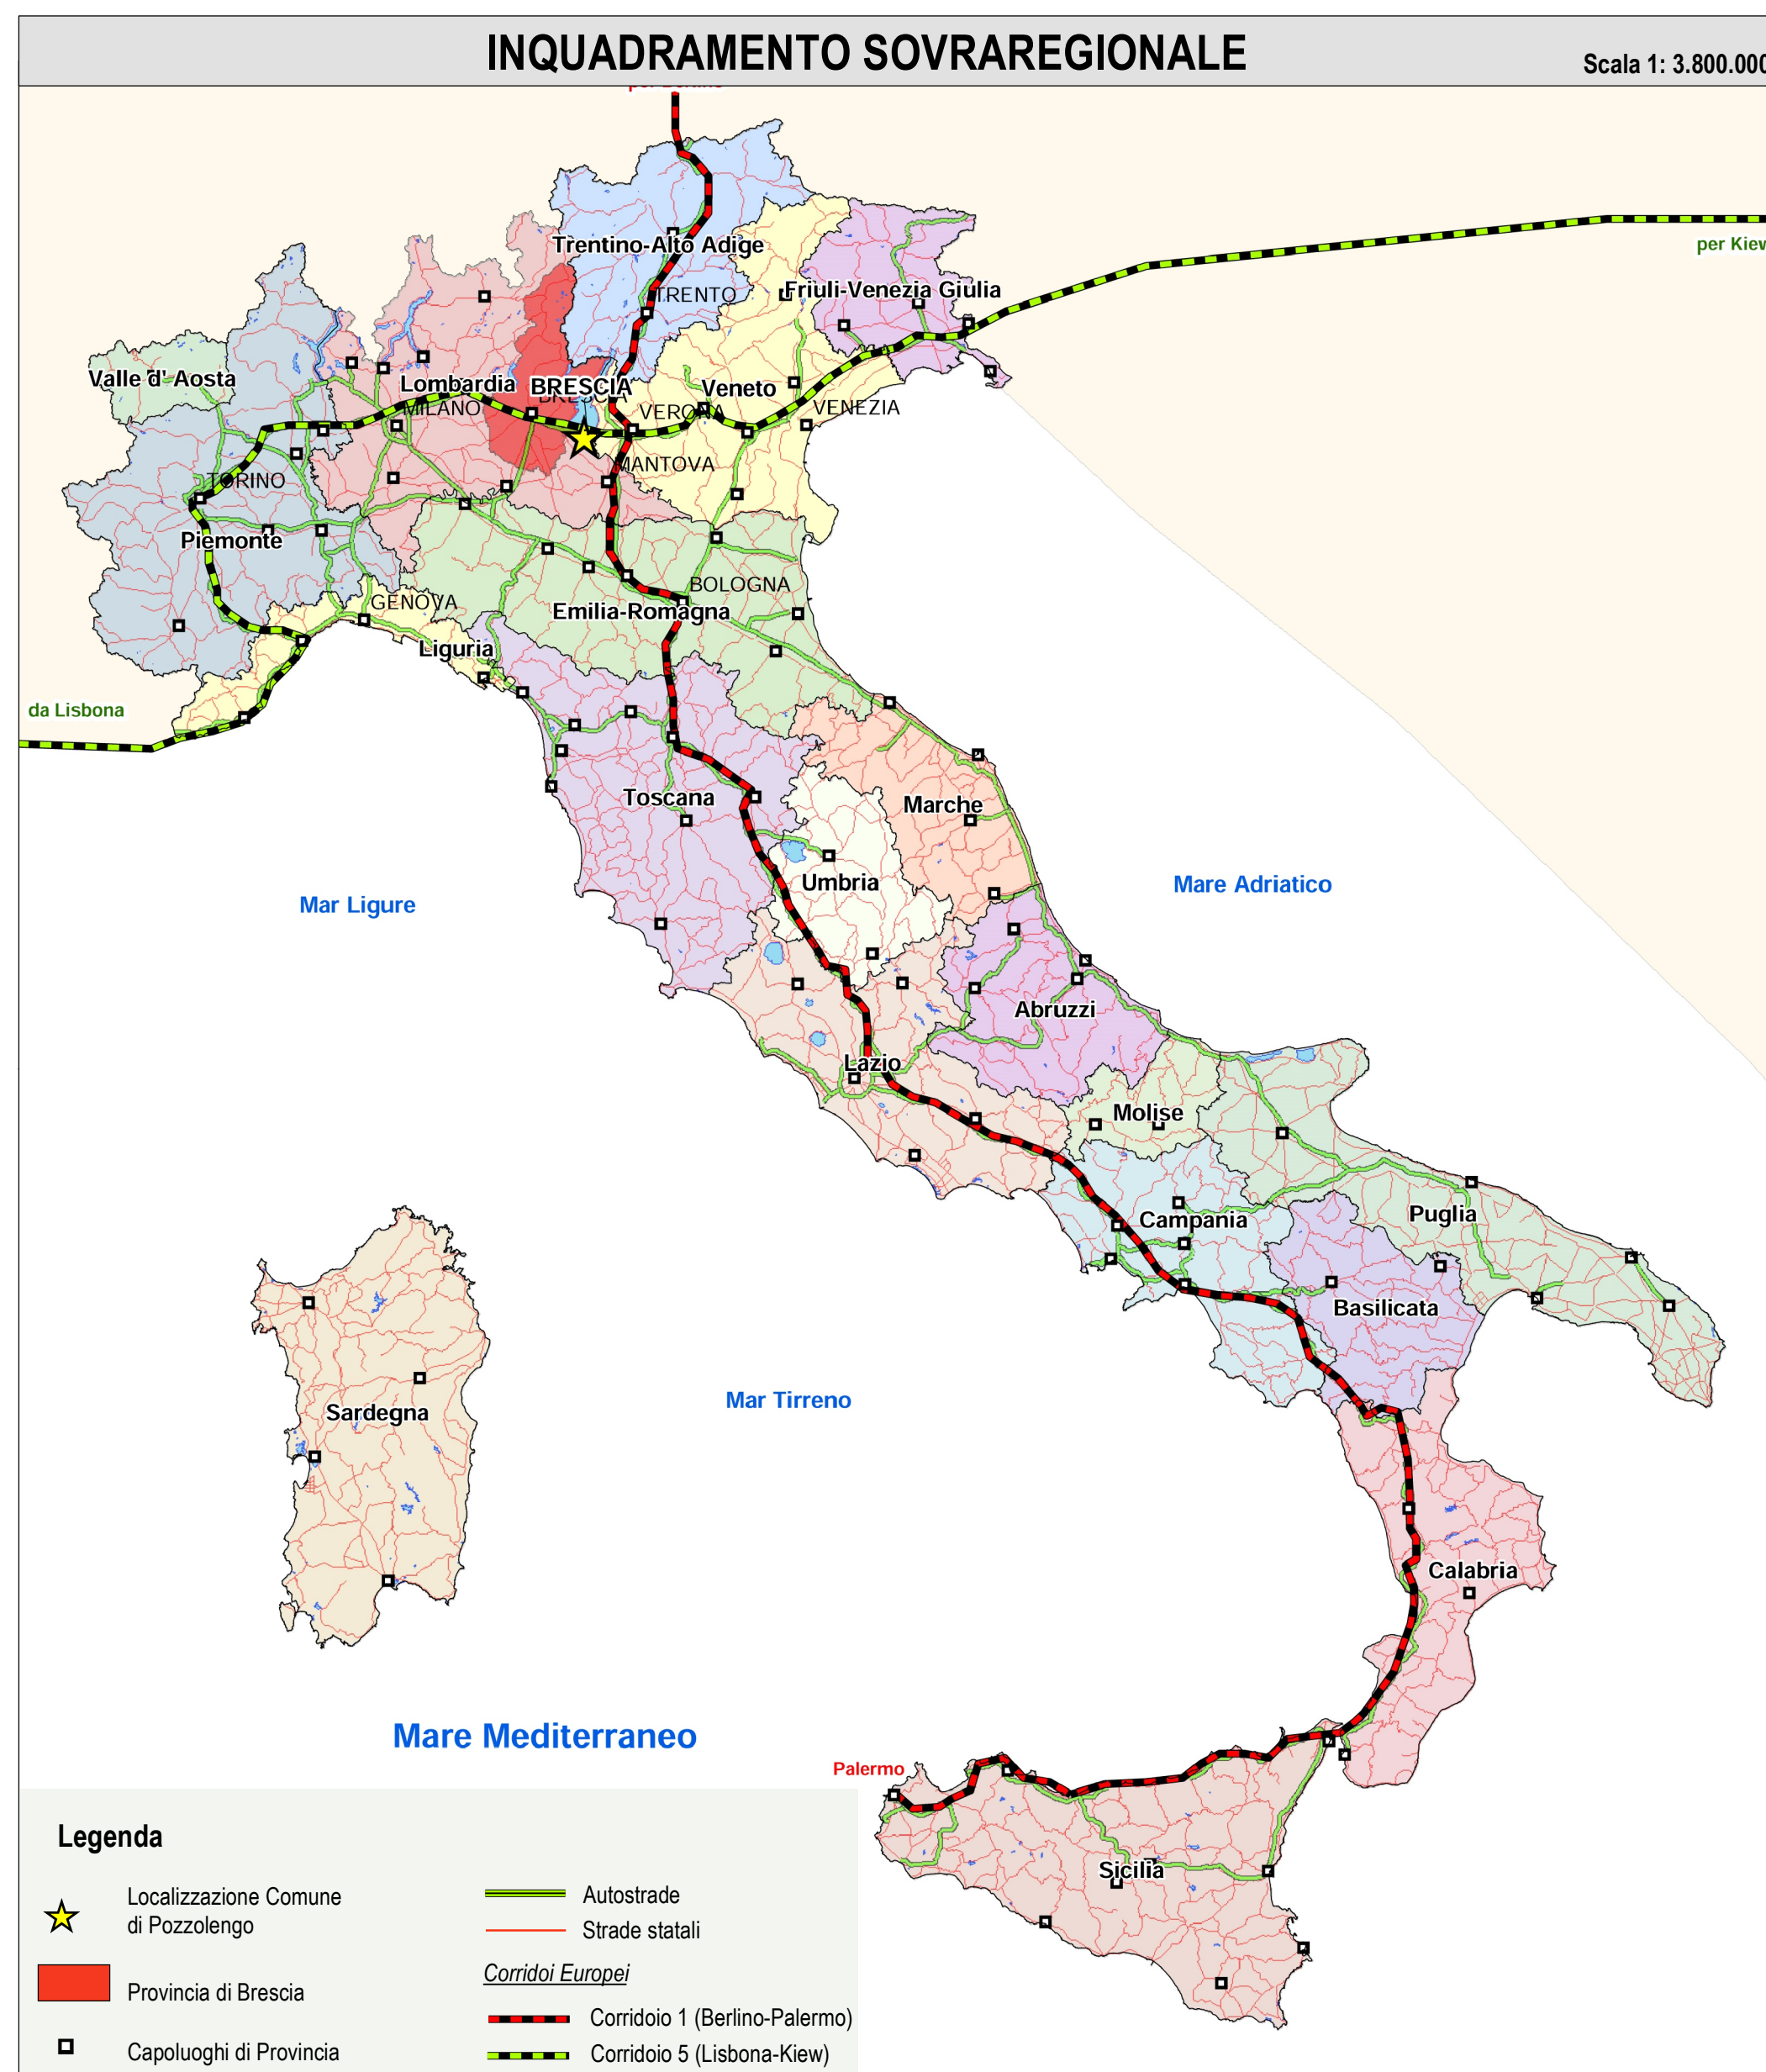 INQUADRAMENTO SOVRAREGIONALE
Scala 1: 3.800.000
per Berlino
per Kiew
Trentino-Alto Adige
TRENTO
Friuli-Venezia Giulia
Valle d' Aosta
Lombardia
BRESCIA
Veneto
BRESCIA
MILANO
VERONA
VENEZIA
MANTOVA
TORINO
Piemonte
BOLOGNA
GENOVA
Emilia-Romagna
Liguria
da Lisbona
Toscana
Marche
Umbria
Mare Adriatico
Mar Ligure
Abruzzi
Lazio
Molise
Campania
Puglia
Basilicata
Mar Tirreno
Sardegna
Calabria
Mare Mediterraneo
Palermo
Sicilia
Legenda
Localizzazione Comune
di Pozzolengo
Provincia di Brescia
Capoluoghi di Provincia
Autostrade
Strade statali
Corridoi Europei
Corridoio 1 (Berlino-Palermo)
Corridoio 5 (Lisbona-Kiew)